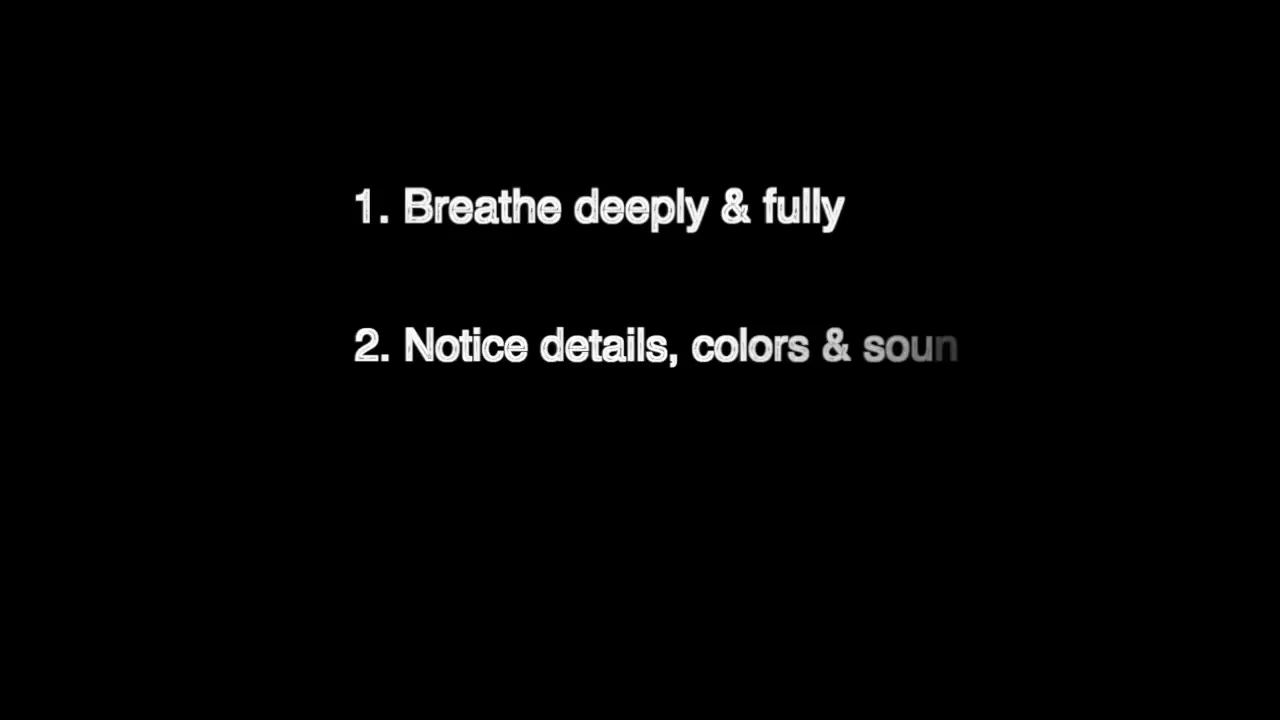 1. Breathe deeply & fully
2. Notice details, colors & soun